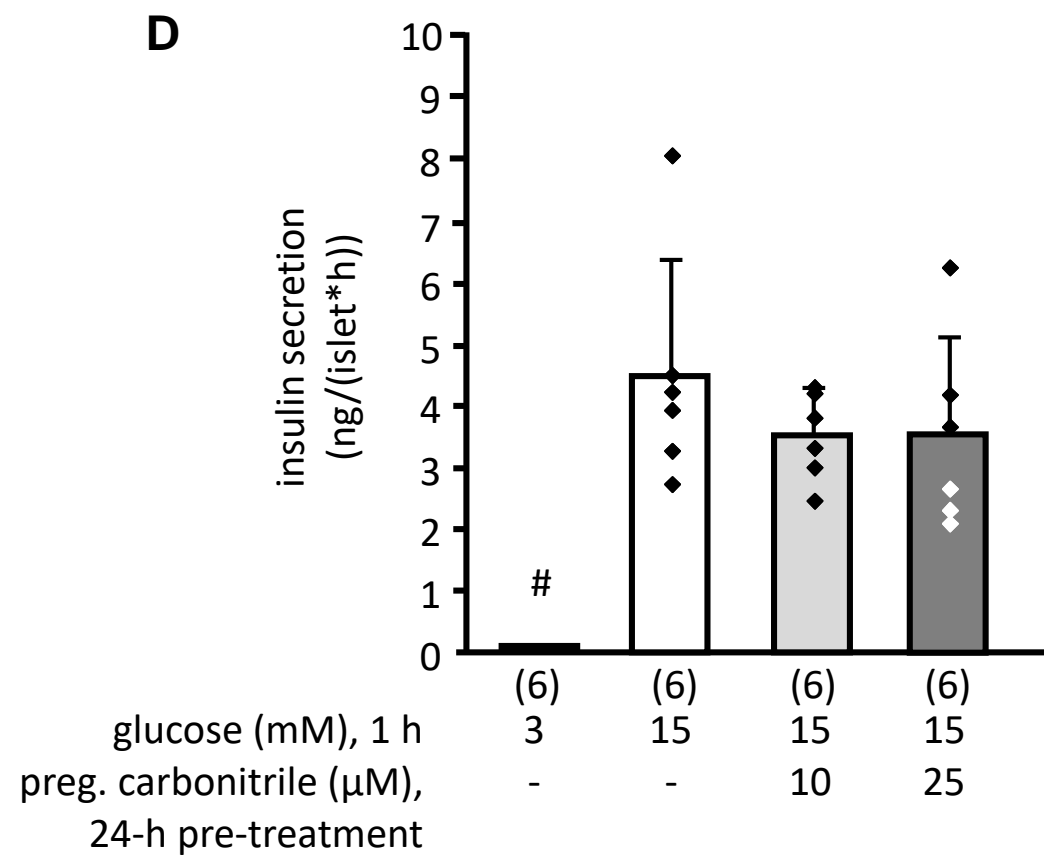 D
10
9
8
7
6
5
4
3
2
1
0
insulin secretion
(ng/(islet*h))
#
(6) (6) (6) (6)
glucose (mM), 1 h 3 15 15 15
preg. carbonitrile (µM), - - 10 25
24-h pre-treatment